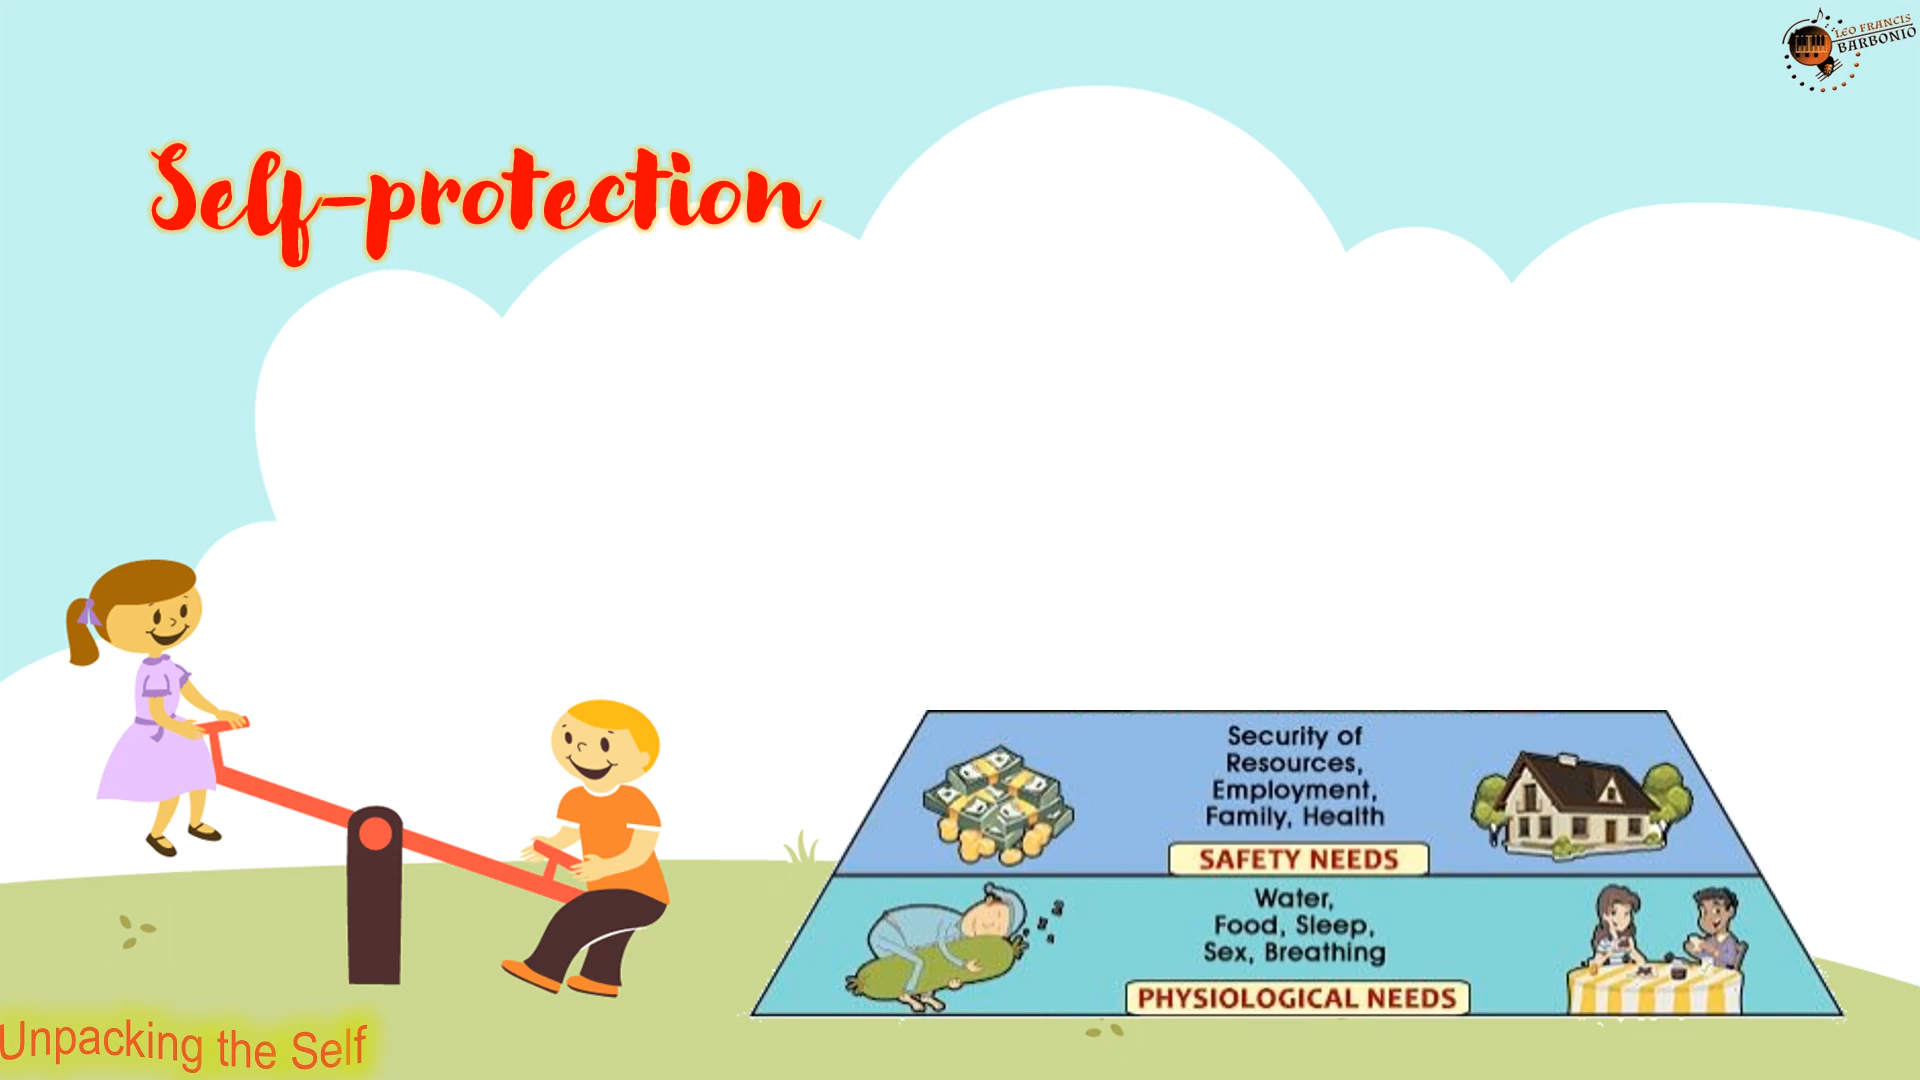 LEO FRANCIS
BARBONIO
Self-protection
Security of
Resources,
Employment,
Family, Health
SAFETY NEEDS
Water,
Food, Sleep,
Sex, Breathing
PHYSIOLOGICAL NEEDS
Unpacking the Self